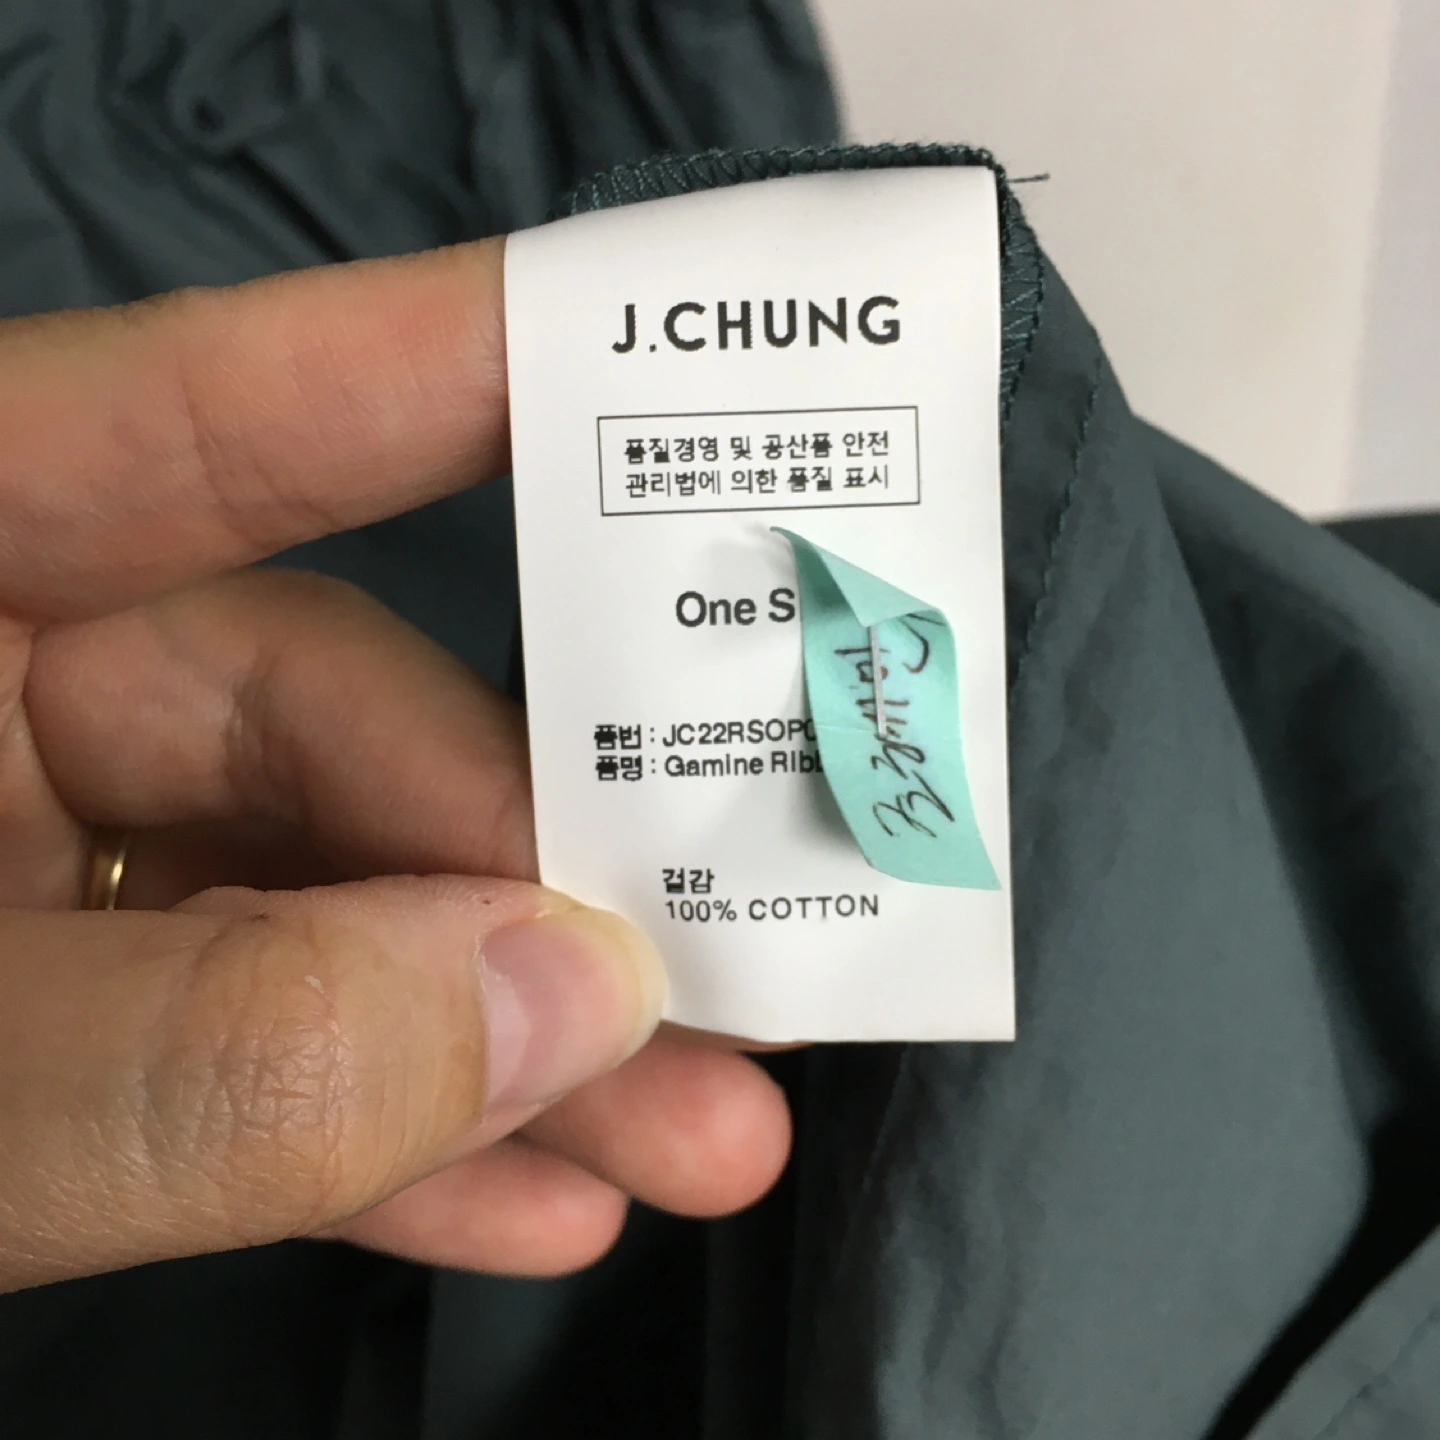 J.CHUNG
품질경영 및 공산품 안전
관리법에 의한 품질 표시
One S
품번 : JC22RSOP
품명 : Gamine Ribb
겉감
100% COTTON